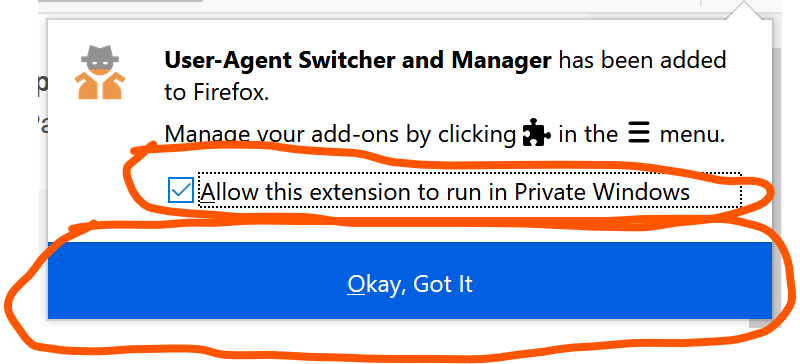 User-Agent Switcher and Manager has been added
to Firefox.
Manage your add-ons by clicking in the menu.
Allow this extension to run in Private Windows
Okay, Got It